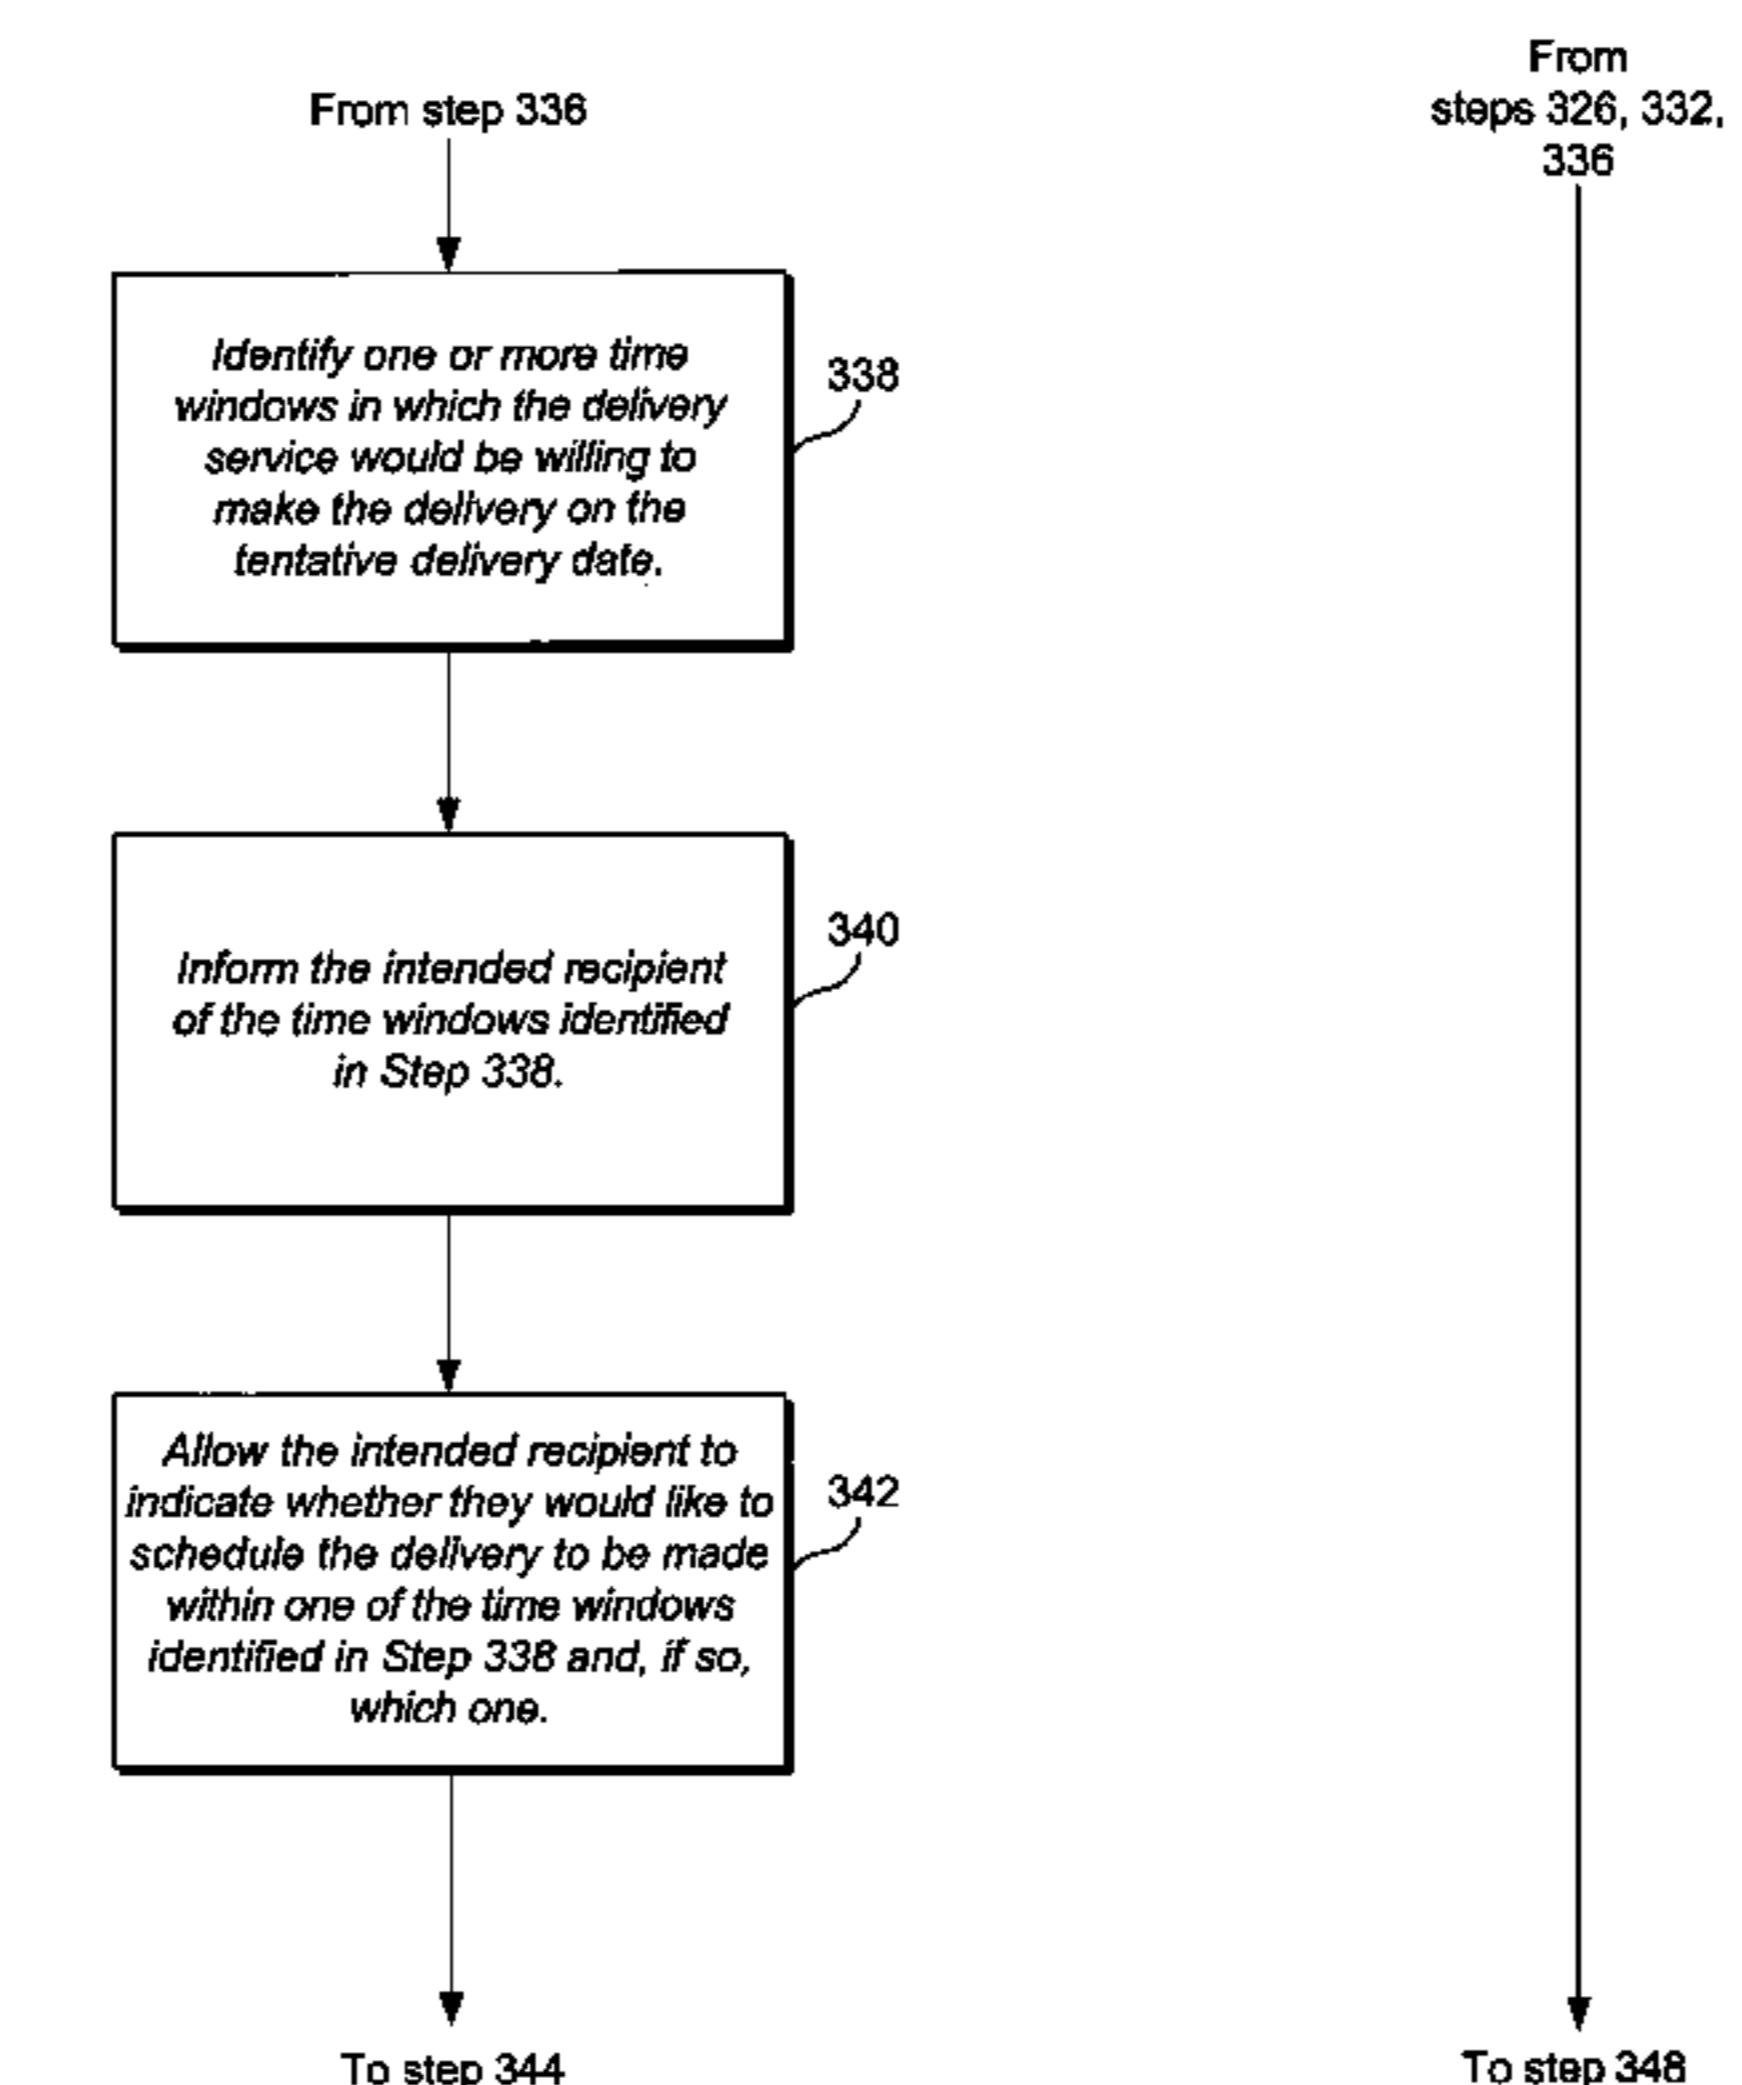 From step 336
Identify one or more time
windows in which the delivery
service would be willing to
make the delivery on the
tentative delivery date.
338
Inform the intended recipient
of the time windows identified
in Step 338.
340
Allow the intended recipient to
indicate whether they would like to
schedule the delivery to be made
within one of the time windows
identified in Step 338 and, if so,
which one.
342
To step 344
From
steps 326, 332,
336
To step 348